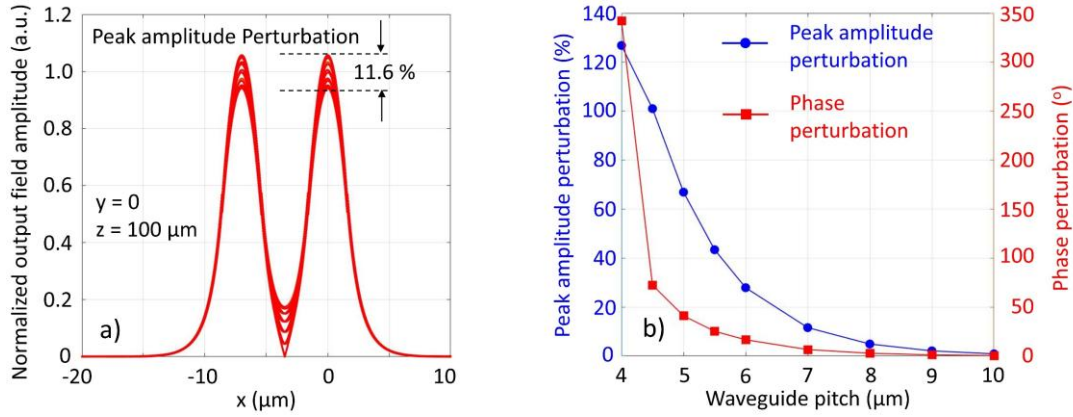 1.2
1.0
0.8
0.6
0.4
0.2
0
Normalized output field amplitude (a.u.)
Peak amplitude Perturbation
11.6 %
y = 0
z = 100 μm
a)
-20
-10
0
10
x (μm)
140
120
100
80
60
40
20
0
Peak amplitude perturbation (%)
Peak amplitude
perturbation
Phase
perturbation
b)
4
5
6
7
8
9
10
Waveguide pitch (μm)
350
300
250
200
150
100
50
0
Phase perturbation (º)